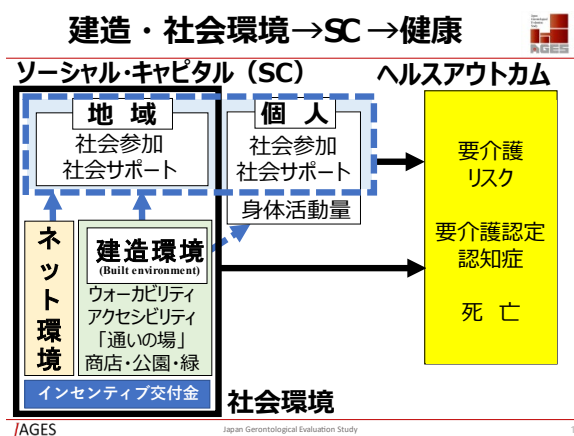 建造・社会環境→SC→健康
AGES
ソーシャル・キャピタル（SC）
ヘルスアウトカム
地 域
社会参加
社会サポート
個 人
社会参加
社会サポート
身体活動量
ネット環境
建造環境
(Built environment)
ウォーカビリティ
アクセシビリティ
「通いの場」
商店・公園・緑
インセンティブ交付金
社会環境
要介護
リスク
要介護認定
認知症
死 亡
JAGES
Japan Gerontological Evaluation Study
1